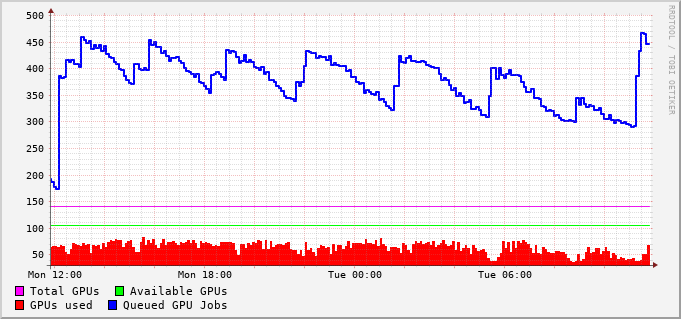 500
450
400
350
300
250
200
150
100
50
Mon 12:00 Mon 18:00 Tue 00:00 Tue 06:00
Total GPUs Available GPUs
GPUs used Queued GPU Jobs
RRDTOOL / TOBI OETIKER